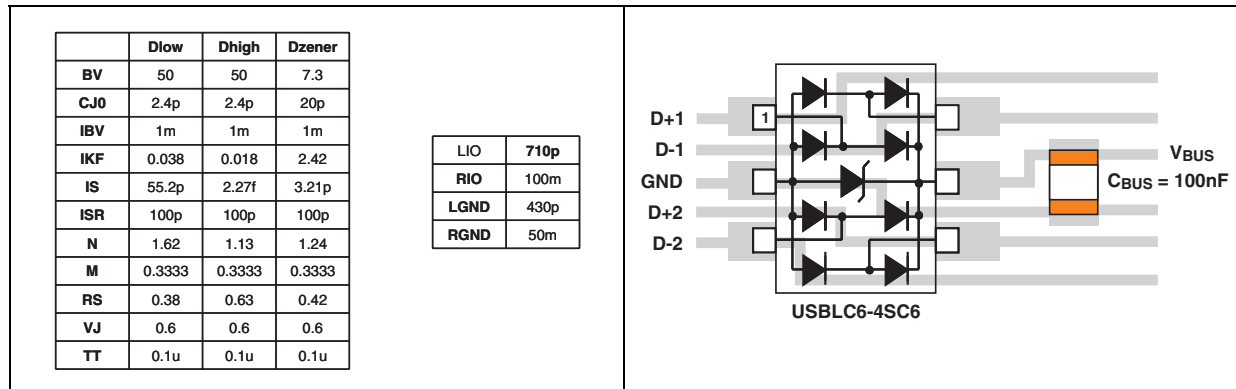 Dlow Dhigh Dzener
BV 50 50 7.3
CJ0 2.4p 2.4p 20p
IBV 1m 1m 1m
IKF 0.038 0.018 2.42
IS 55.2p 2.27f 3.21p
ISR 100p 100p 100p
N 1.62 1.13 1.24
M 0.3333 0.3333 0.3333
RS 0.38 0.63 0.42
VJ 0.6 0.6 0.6
TT 0.1u 0.1u 0.1u
LIO 710p
RIO 100m
LGND 430p
RGND 50m
D+1
1
D-1
GND
D+2
D-2
VBUS
CBUS = 100nF
USBLC6-4SC6